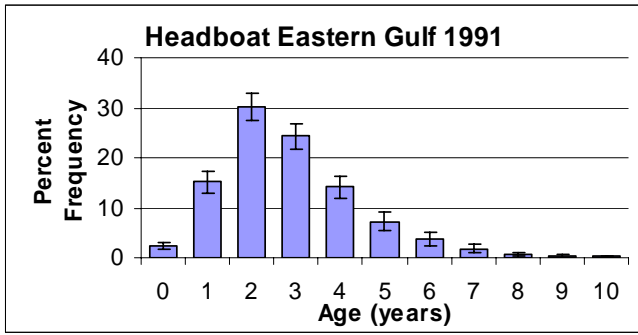 Headboat Eastern Gulf 1991
Percent
Frequency
40
30
20
10
0
0 1 2 3 4 5 6 7 8 9 10
Age (years)